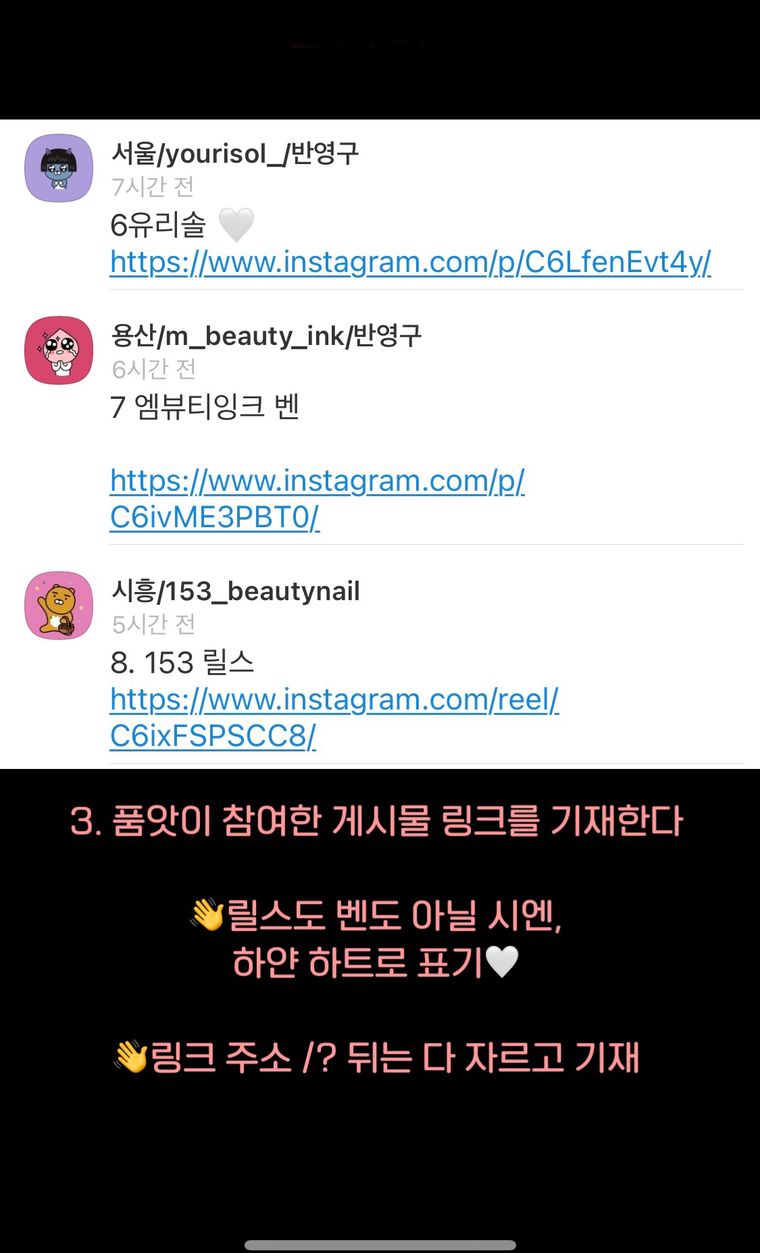 서울/yourisol_/반영구
7시간 전
6유리솔 🤍
https://www.instagram.com/p/C6LfenEvt4y/
용산/m_beauty_ink/반영구
6시간 전
7 엠뷰티잉크 벤
https://www.instagram.com/p/
C6ivME3PBT0/
시흥/153_beautynail
5시간 전
8. 153 릴스
https://www.instagram.com/reel/
C6ixFSPSCC8/
3. 품앗이 참여한 게시물 링크를 기재한다
👋릴스도 벤도 아닐 시엔,
하얀 하트로 표기🤍
👋링크 주소 /? 뒤는 다 자르고 기재